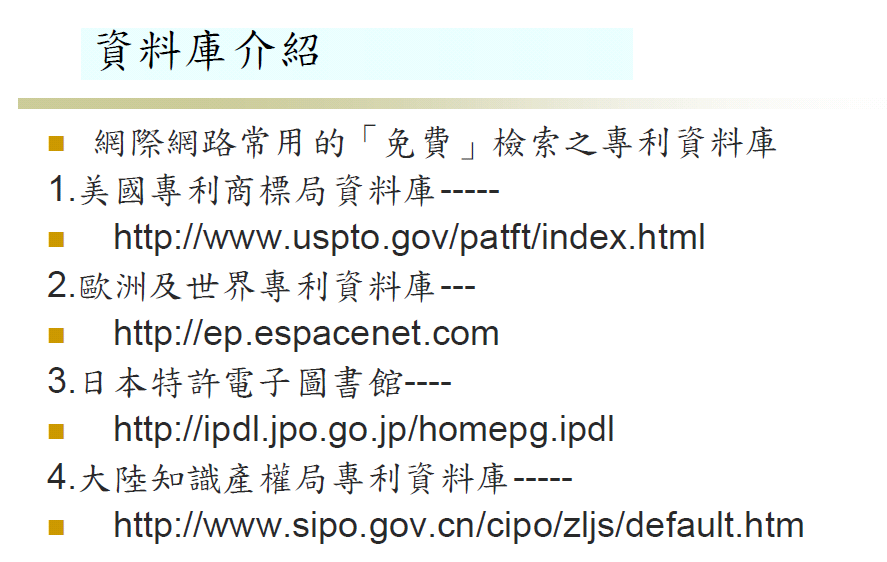 資料庫介紹
網際網路常用的「免費」檢索之專利資料庫
1.美國專利商標局資料庫-----
http://www.uspto.gov/patft/index.html
2.歐洲及世界專利資料庫---
http://ep.espacenet.com
3.日本特許電子圖書館----
http://ipdl.jpo.go.jp/homepg.ipdl
4.大陸知識產權局專利資料庫-----
http://www.sipo.gov.cn/cipo/zljs/default.htm